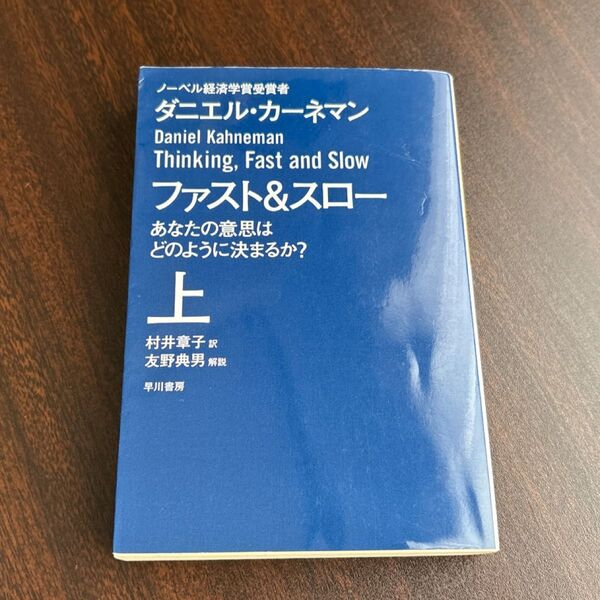 ノーベル経済学賞受賞者
ダニエル・カーネマン
Daniel Kahneman
Thinking, Fast and Slow
ファスト&スロー
あなたの意思は
どのように決まるか?
上
村井章子 訳
友野典男 解説
早川書房